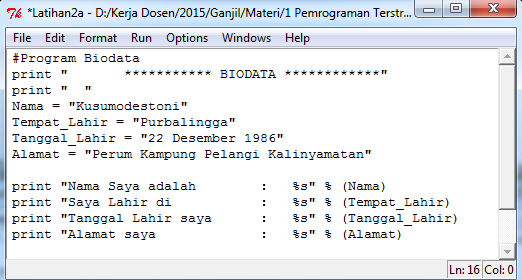 *Latihan2a - D:/Kerja Dosen/2015/Ganjil/Materi/1 Pemrograman Terstr...
File Edit Format Run Options Windows Help
#Program Biodata
print "       *********** BIODATA ************"
print "  "
Nama = "Kusumodestoni"
Tempat_Lahir = "Purbalingga"
Tanggal_Lahir = "22 Desember 1986"
Alamat = "Perum Kampung Pelangi Kalinyamatan"
print "Nama Saya adalah        :   %s" % (Nama)
print "Saya Lahir di           :   %s" % (Tempat_Lahir)
print "Tanggal Lahir saya      :   %s" % (Tanggal_Lahir)
print "Alamat saya             :   %s" % (Alamat)
Ln: 16 Col: 0